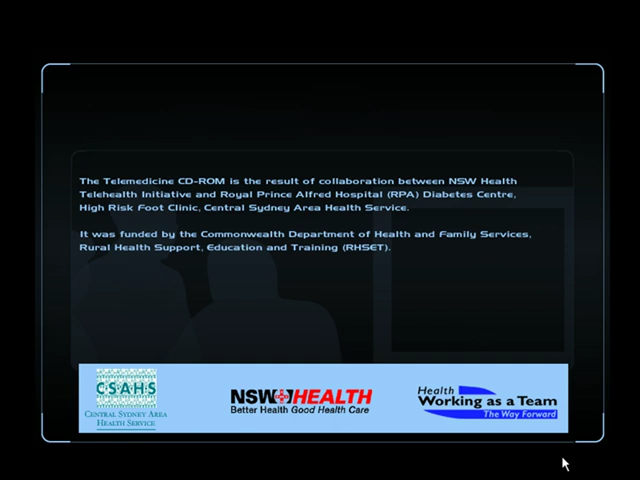 The Telemedicine CD-ROM is the result of collaboration between NSW Health
Telehealth Initiative and Royal Prince Alfred Hospital (RPA) Diabetes Centre,
High Risk Foot Clinic, Central Sydney Area Health Service.
It was funded by the Commonwealth Department of Health and Family Services,
Rural Health Support, Education and Training (RHSET).
C·S·A·H·S
CENTRAL SYDNEY AREA
HEALTH SERVICE
NSW HEALTH
Better Health Good Health Care
Health
Working as a Team
The Way Forward